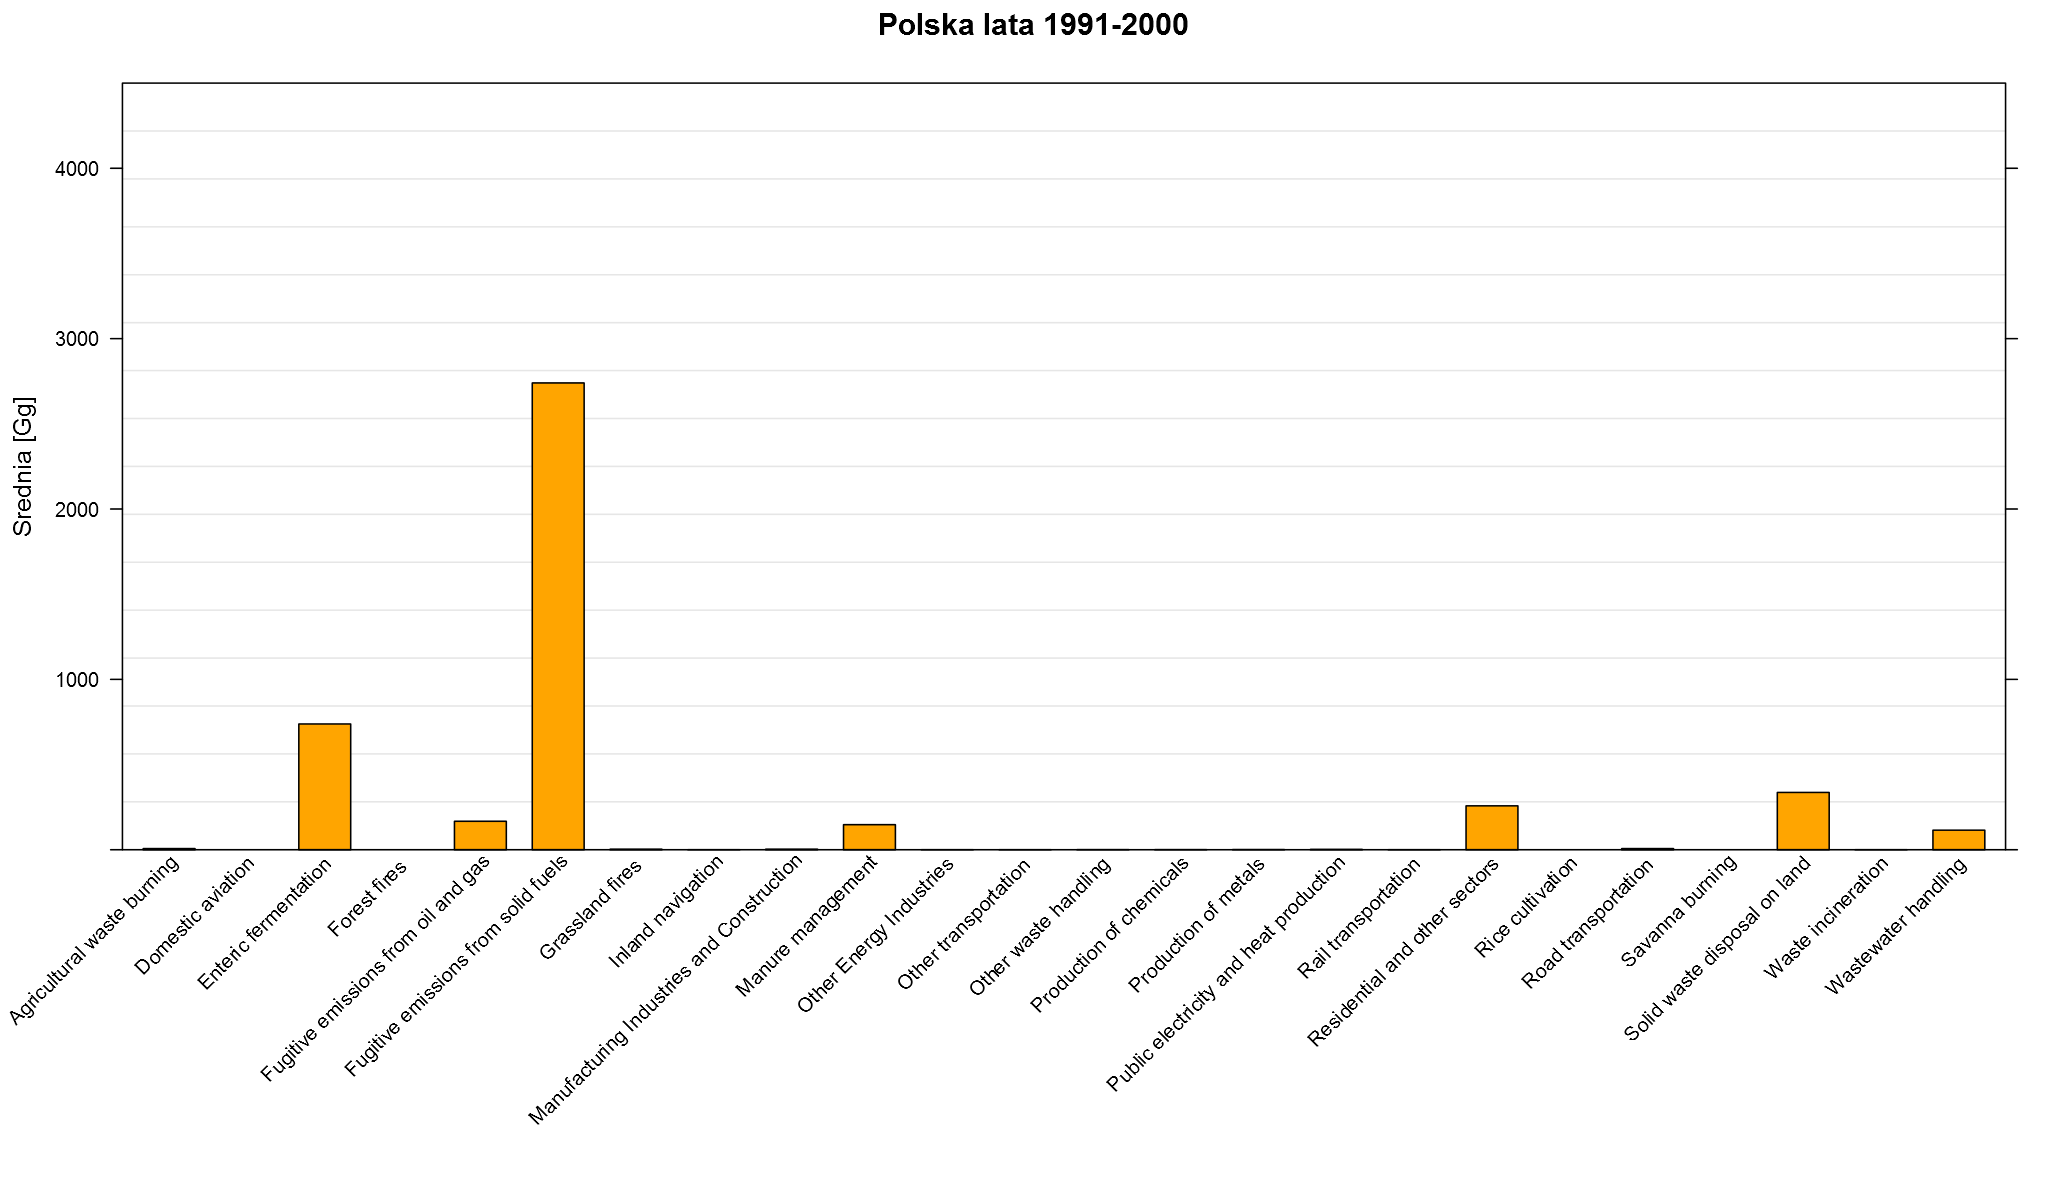 Polska lata 1991-2000
Srednia [Gg]
4000
3000
2000
1000
Agricultural waste burning
Domestic aviation
Enteric fermentation
Forest fires
Fugitive emissions from oil and gas
Fugitive emissions from solid fuels
Grassland fires
Inland navigation
Manufacturing Industries and Construction
Manure management
Other Energy Industries
Other transportation
Other waste handling
Production of chemicals
Production of metals
Public electricity and heat production
Rail transportation
Residential and other sectors
Rice cultivation
Road transportation
Savanna burning
Solid waste disposal on land
Waste incineration
Wastewater handling